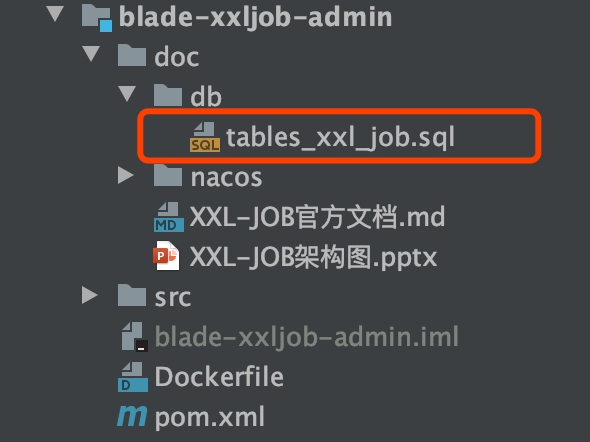 blade-xxljob-admin
doc
db
SQL tables_xxl_job.sql
nacos
MD XXL-JOB官方文档.md
P XXL-JOB架构图.pptx
src
blade-xxljob-admin.iml
D Dockerfile
m pom.xml